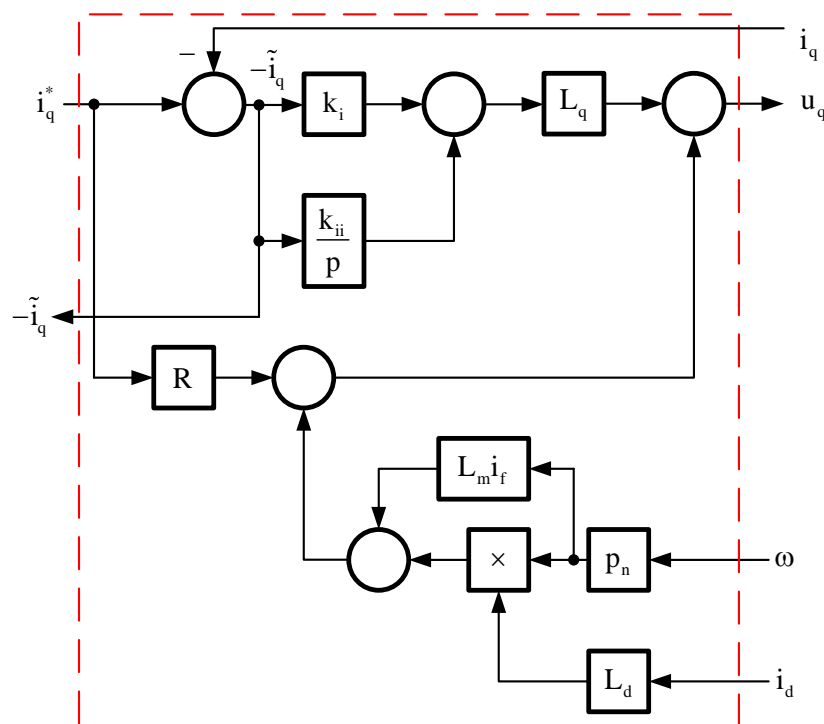 − i_q
−ĩ_q
i_q^* k_i L_q u_q
k_ii
p
−ĩ_q
R
L_m i_f
× p_n ω
L_d i_d